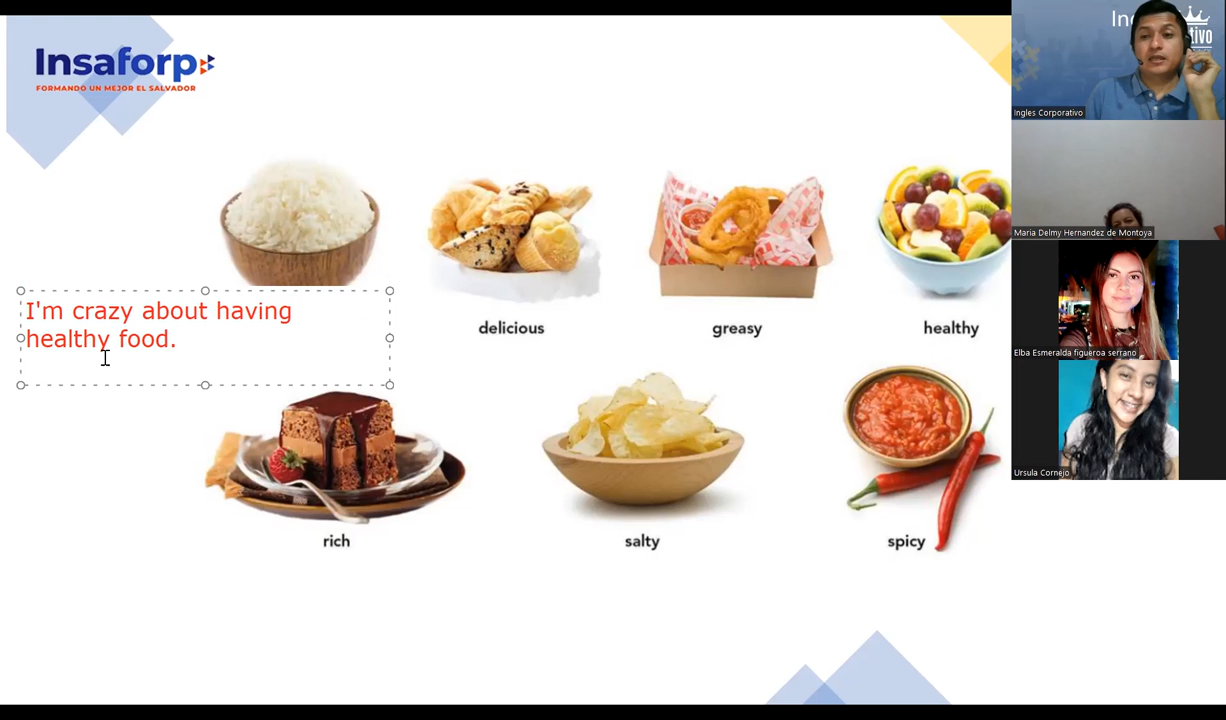 Insaforp
FORMANDO UN MEJOR EL SALVADOR
I'm crazy about having
healthy food.
delicious
greasy
healthy
rich
salty
spicy
Ingles Corporativo
Maria Delmy Hernandez de Montoya
Elba Esmeralda figueroa serrano
Ursula Cornejo